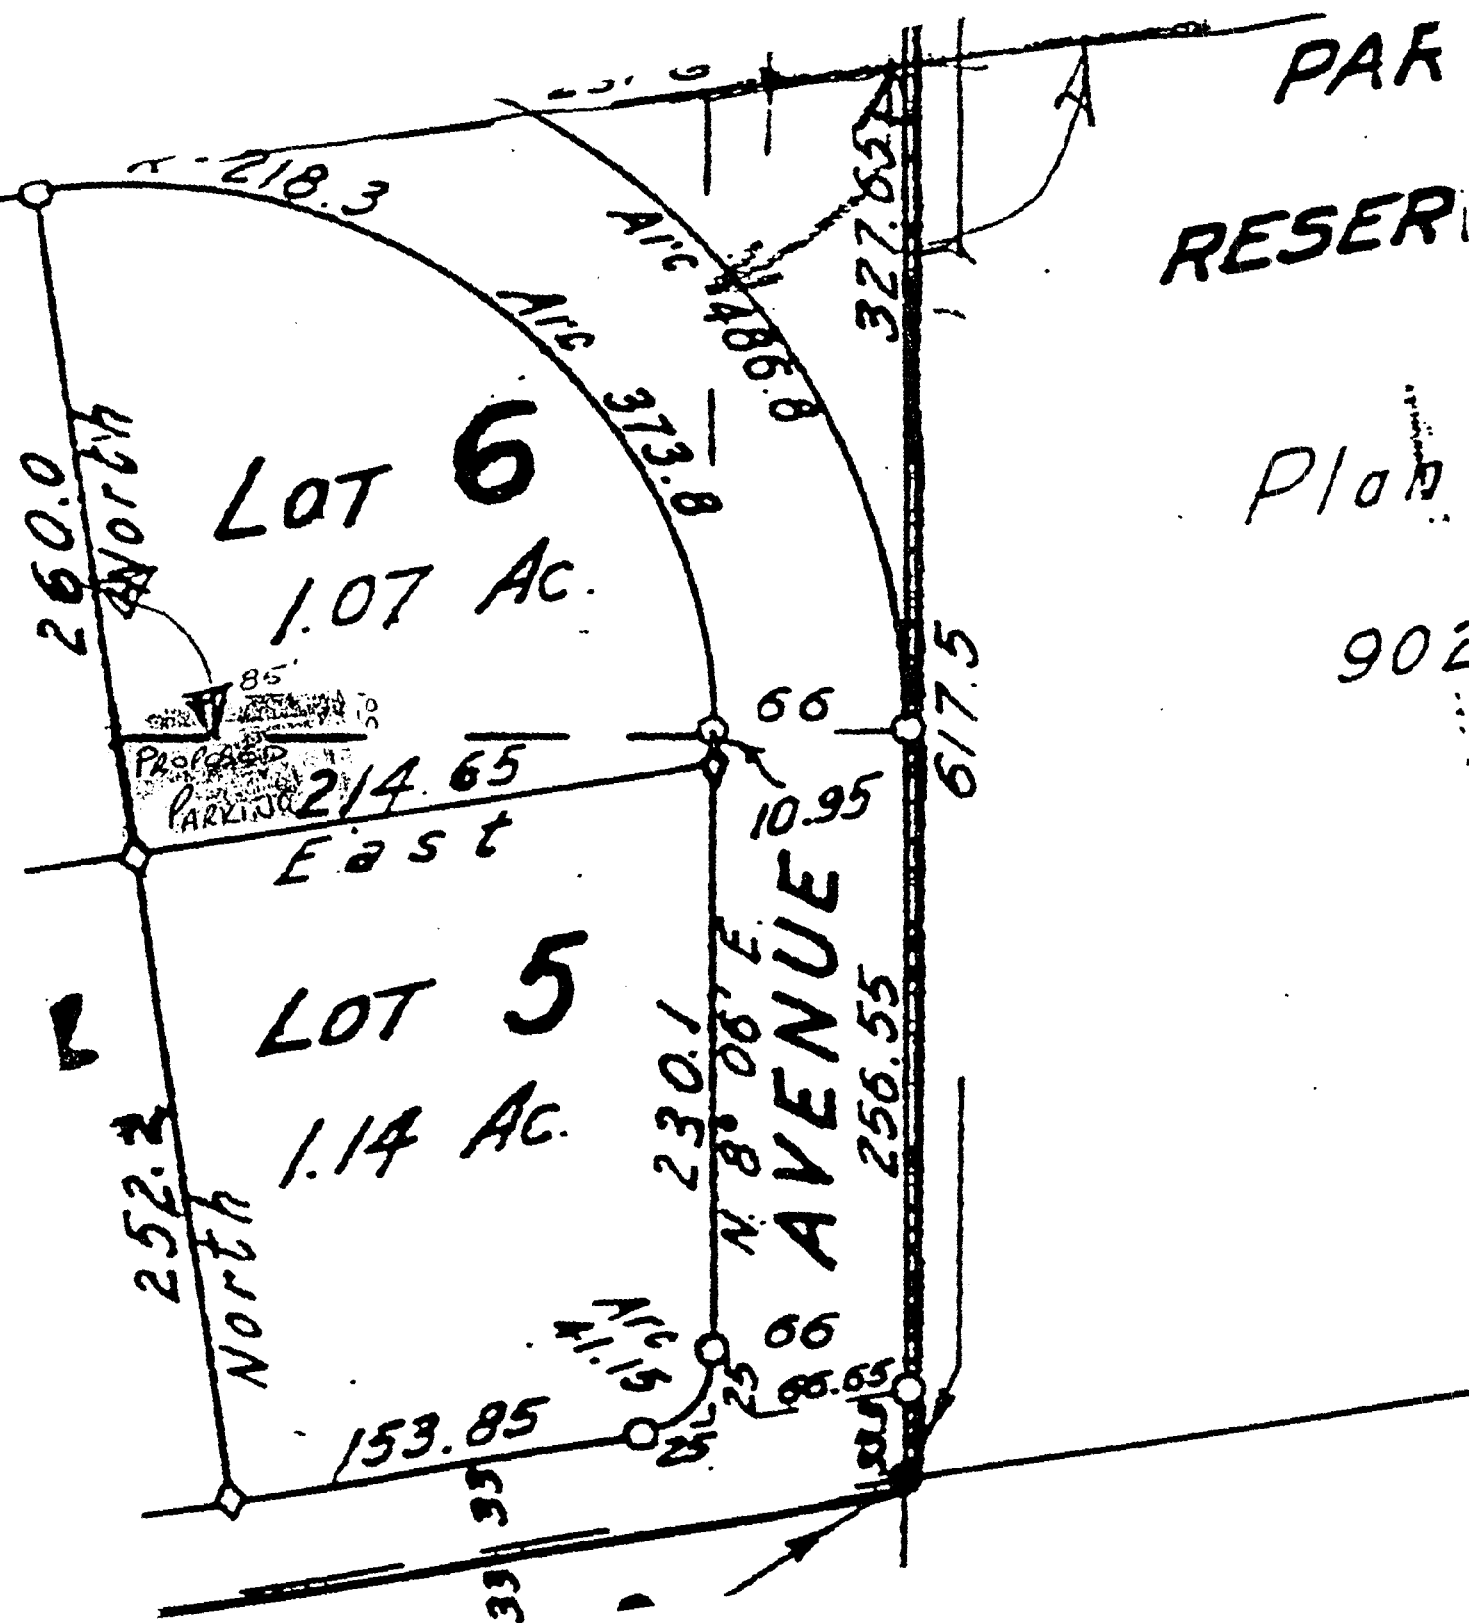 PAR
218.3
327.65
RESER
Arc 486.8
Arc 373.8
260.0
North
LOT 6
1.07 Ac.
Plan
902
85'
66
617.5
PROPOSED
PARKING
214.65
East
10.95
AVENUE
N. 8° 06' E
230.1
256.55
LOT 5
1.14 Ac.
252.2
North
Arc
41.15
66
66.65
25
25
153.85
33
33